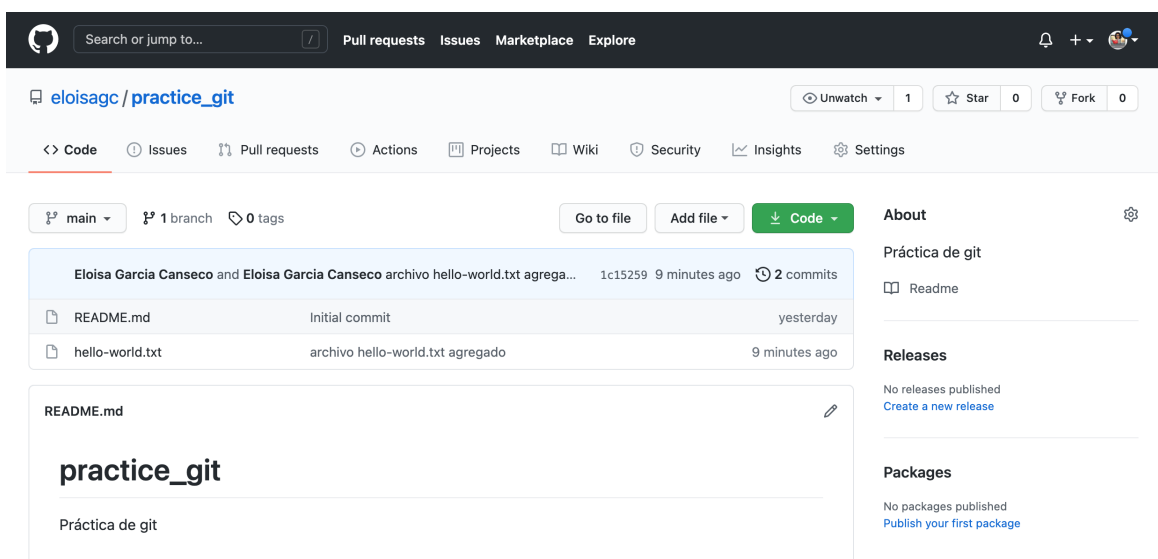 Search or jump to... /
Pull requests Issues Marketplace Explore
eloisagc / practice_git
Unwatch 1 Star 0 Fork 0
Code Issues Pull requests Actions Projects Wiki Security Insights Settings
main 1 branch 0 tags Go to file Add file Code
Eloisa Garcia Canseco and Eloisa Garcia Canseco archivo hello-world.txt agrega... 1c15259 9 minutes ago 2 commits
README.md Initial commit yesterday
hello-world.txt archivo hello-world.txt agregado 9 minutes ago
README.md
practice_git
Práctica de git
About
Práctica de git
Readme
Releases
No releases published
Create a new release
Packages
No packages published
Publish your first package